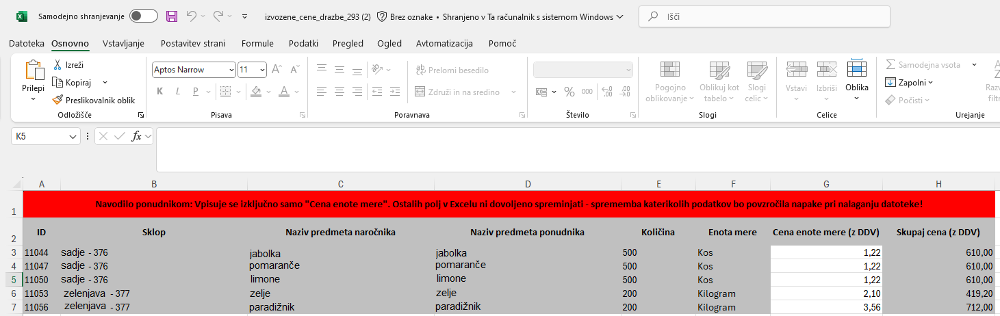 Samodejno shranjevanje izvozene_cene_drazbe_293 (2) Brez oznake • Shranjeno v Ta računalnik s sistemom Windows Išči
Datoteka Osnovno Vstavljanje Postavitev strani Formule Podatki Pregled Ogled Avtomatizacija Pomoč
Prilepi
Izreži
Kopiraj
Preslikovalnik oblik
Odložišče
Aptos Narrow 11 A A
K L P A
Pisava
ab Prelomi besedilo
Združi in na sredino
Poravnava
% 000
Število
Pogojno oblikovanje
Oblikuj kot tabelo
Slogi celic
Slogi
Vstavi Izbriši Oblika
Celice
Samodejna vsota
Zapolni
Počisti
Razv
filtri
Urejanje
K5 fx
A B C D E F G H
1 Navodilo ponudnikom: Vpisuje se izključno samo "Cena enote mere". Ostalih polj v Excelu ni dovoljeno spreminjati - sprememba katerikolih podatkov bo povzročila napake pri nalaganju datoteke!
2 ID Sklop Naziv predmeta naročnika Naziv predmeta ponudnika Količina Enota mere Cena enote mere (z DDV) Skupaj cena (z DDV)
3 11044 sadje - 376 jabolka jabolka 500 Kos 1,22 610,00
4 11047 sadje - 376 pomaranče pomaranče 500 Kos 1,22 610,00
5 11050 sadje - 376 limone limone 500 Kos 1,22 610,00
6 11053 zelenjava - 377 zelje zelje 200 Kilogram 2,10 419,20
7 11056 zelenjava - 377 paradižnik paradižnik 200 Kilogram 3,56 712,00